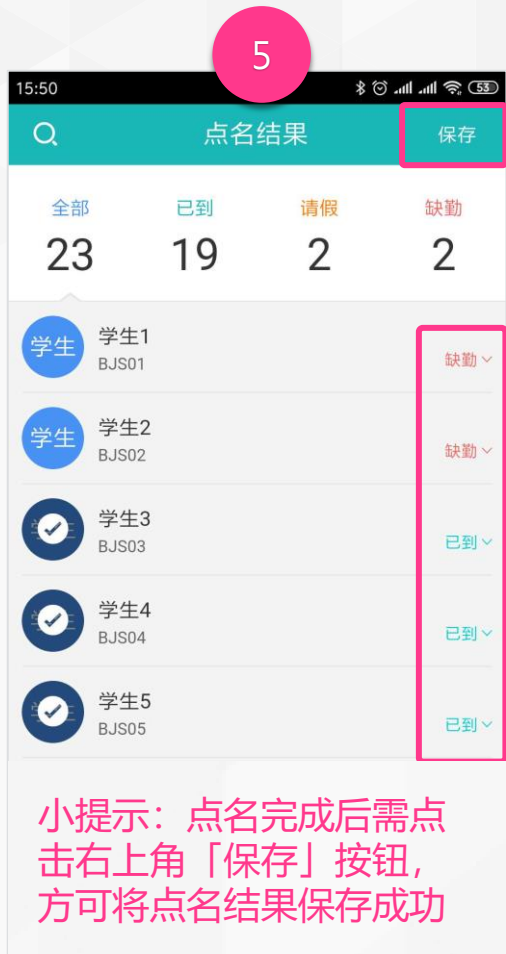 5
15:50
53
点名结果
保存
全部 已到 请假 缺勤
23 19 2 2
学生
学生1
BJS01
缺勤
学生
学生2
BJS02
缺勤
学生3
BJS03
已到
学生4
BJS04
已到
学生5
BJS05
已到
小提示：点名完成后需点
击右上角「保存」按钮，
方可将点名结果保存成功